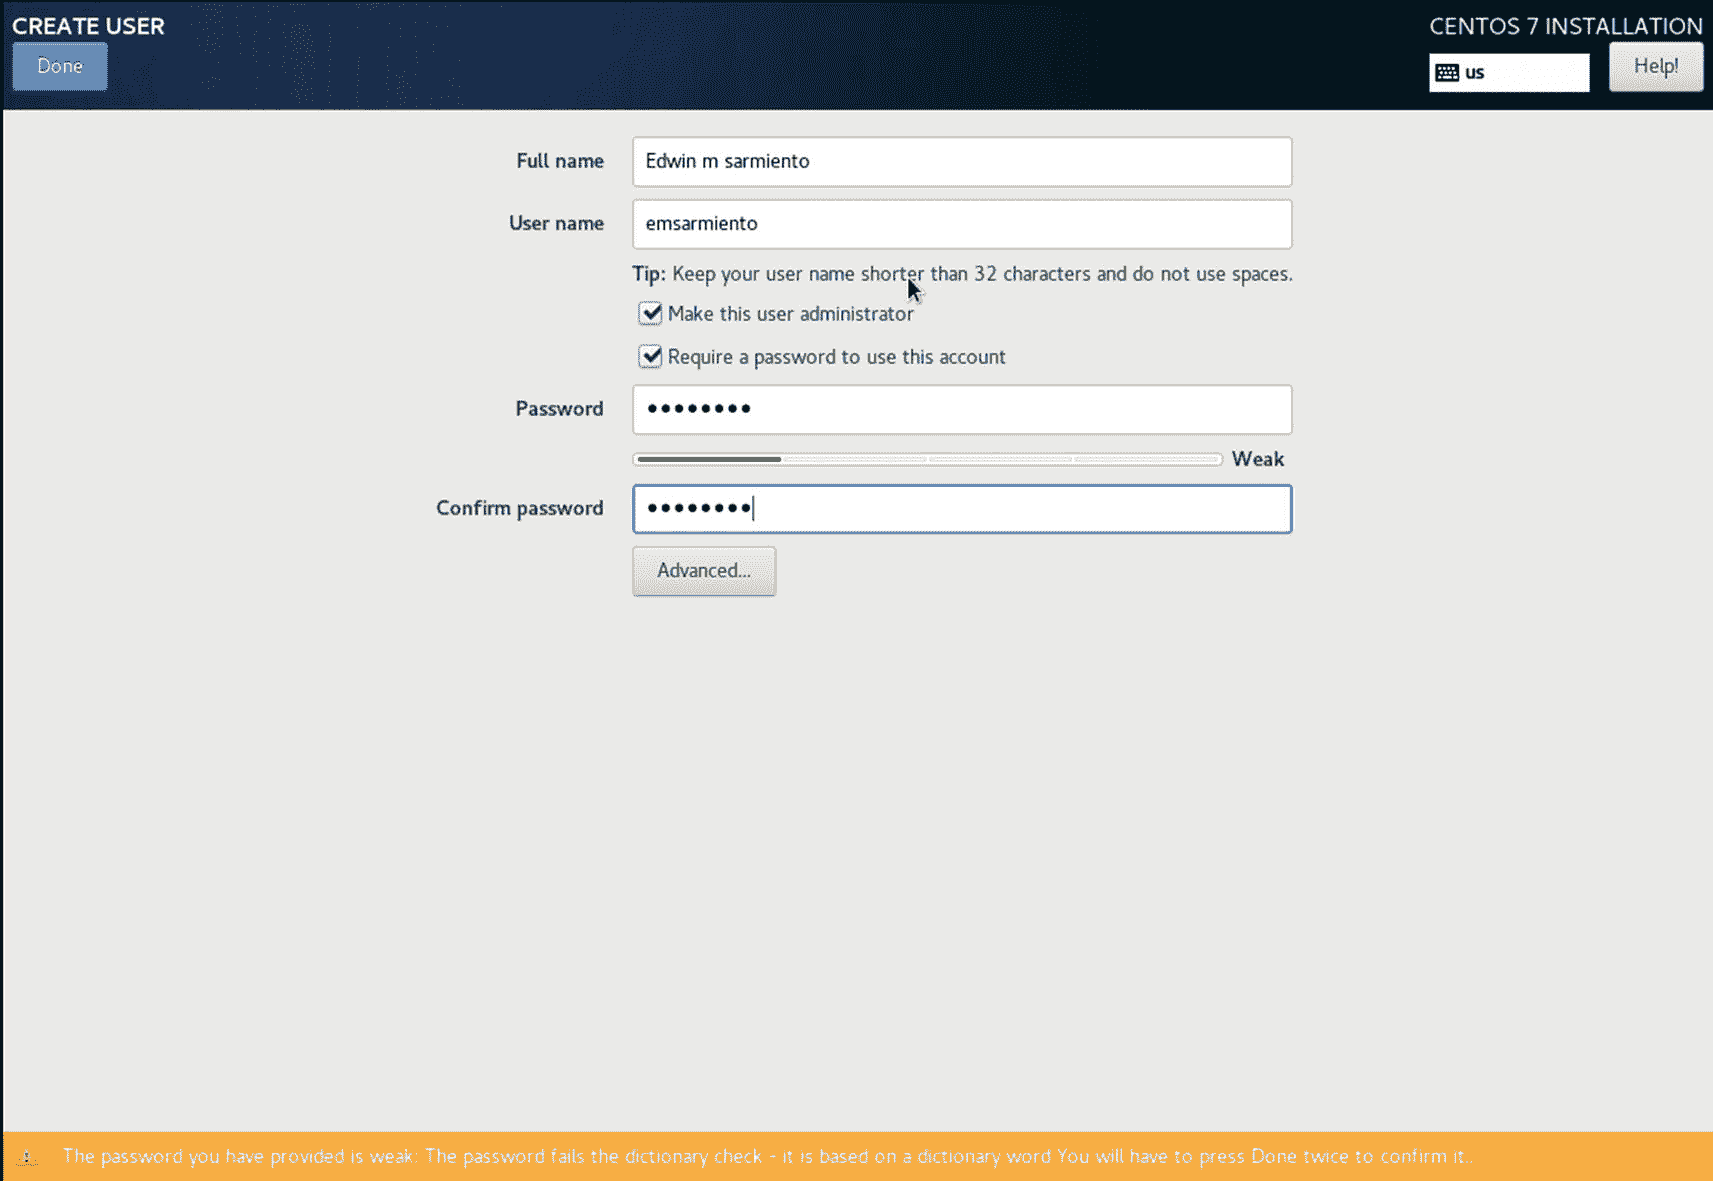 CREATE USER
CENTOS 7 INSTALLATION
Done
us
Help!
Full name
Edwin m sarmiento
User name
emsarmiento
Tip: Keep your user name shorter than 32 characters and do not use spaces.
Make this user administrator
Require a password to use this account
Password
••••••••
Weak
Confirm password
••••••••
Advanced...
The password you have provided is weak: The password fails the dictionary check - it is based on a dictionary word You will have to press Done twice to confirm it..